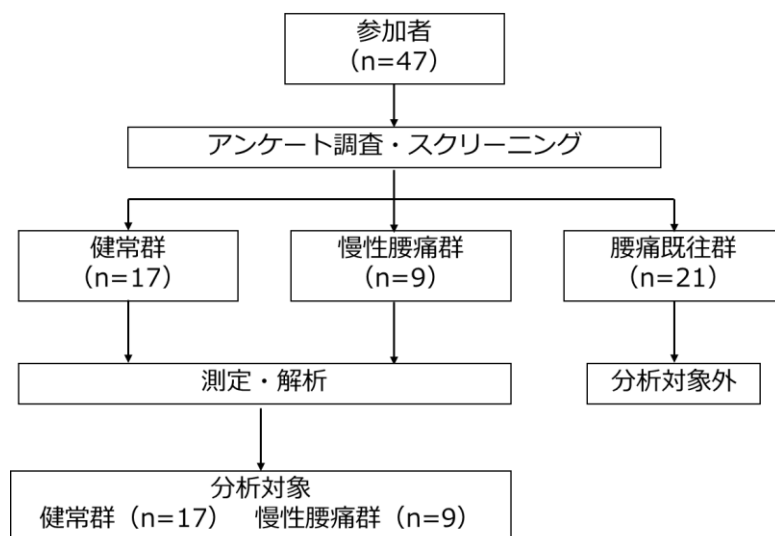 参加者
（n=47）
アンケート調査・スクリーニング
健常群
（n=17）
慢性腰痛群
（n=9）
腰痛既往群
（n=21）
測定・解析
分析対象外
分析対象
健常群（n=17）　慢性腰痛群（n=9）